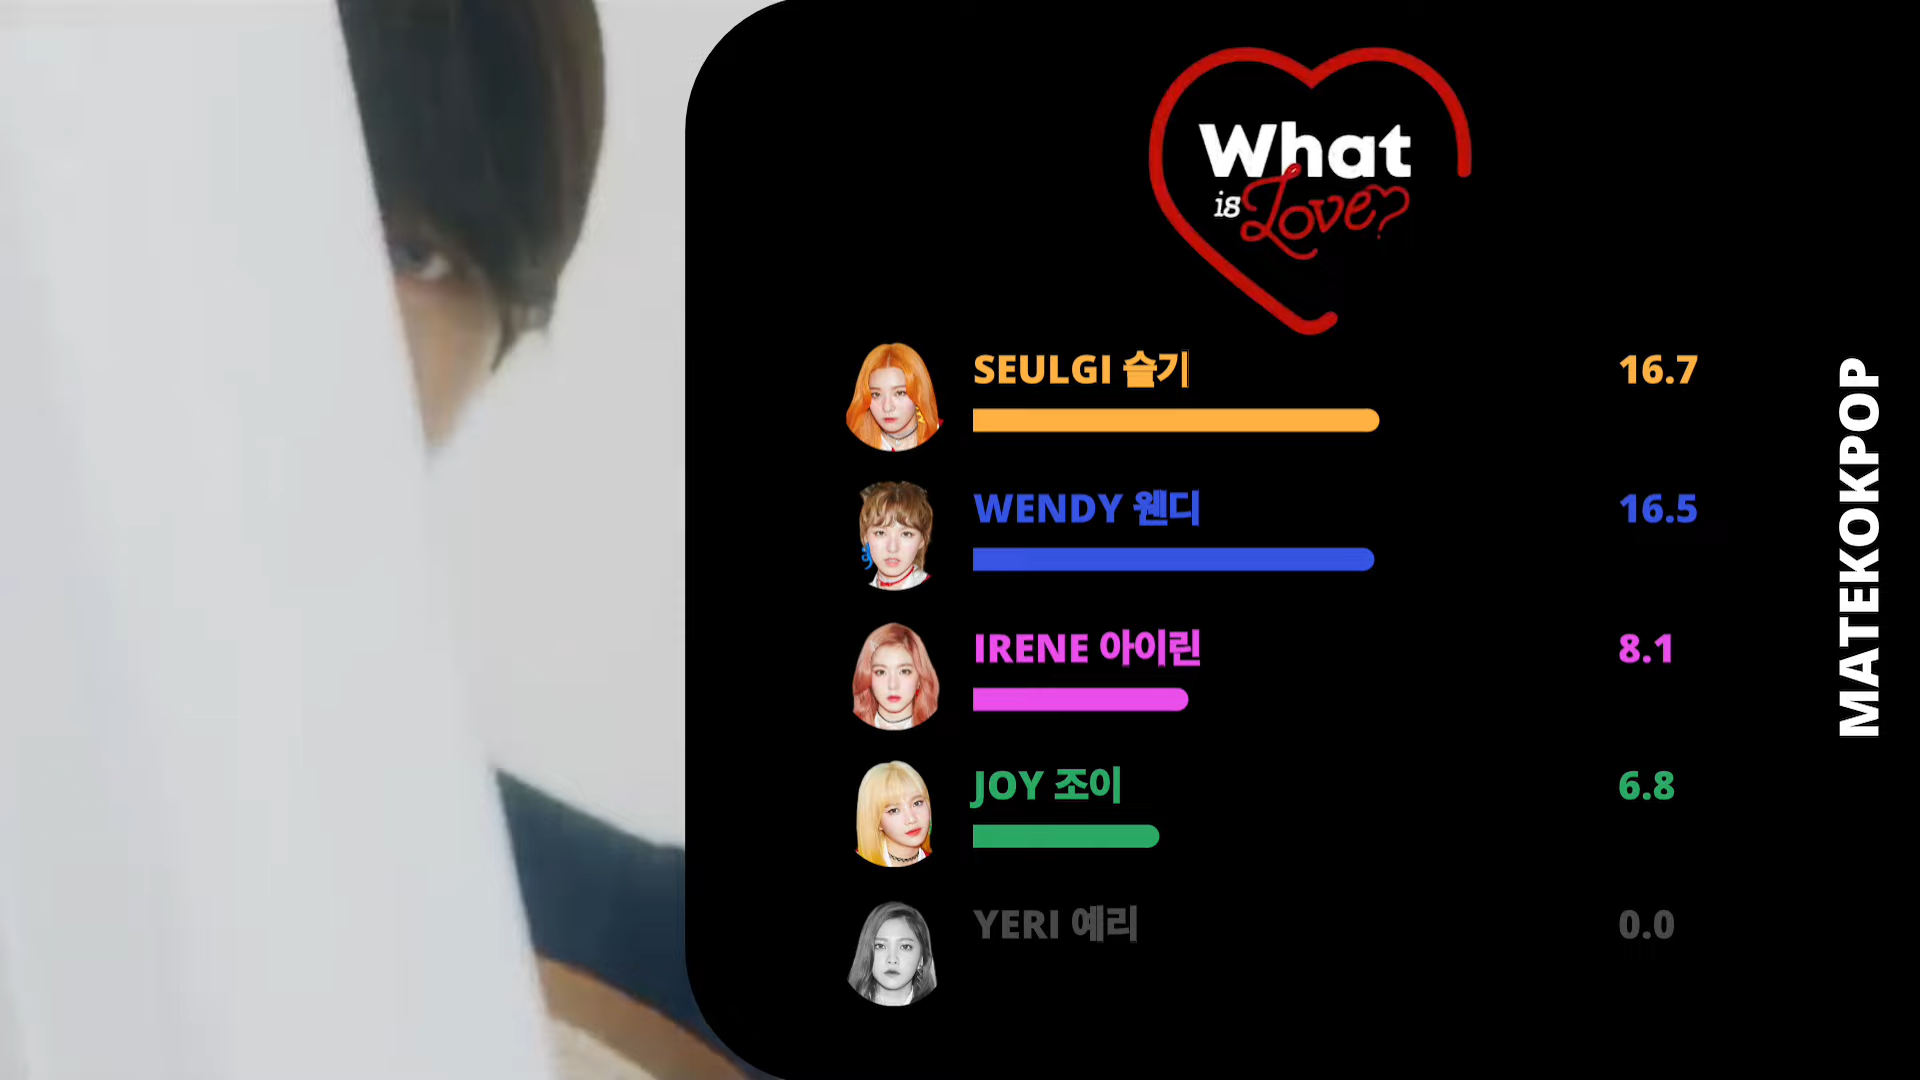 What
is Love?
SEULGI 슬기 16.7
WENDY 웬디 16.5
IRENE 아이린 8.1
JOY 조이 6.8
YERI 예리 0.0
MATEKOKPOP